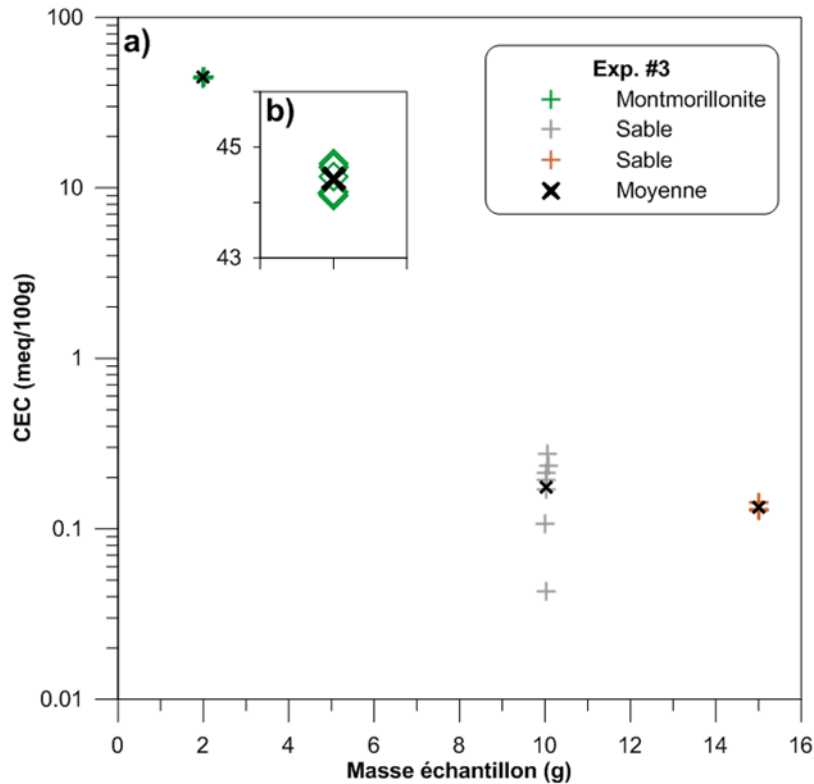 100
a)
Exp. #3
Montmorillonite
Sable
Sable
Moyenne
b)
45
43
10
1
0.1
0.01
CEC (meq/100g)
0 2 4 6 8 10 12 14 16
Masse échantillon (g)